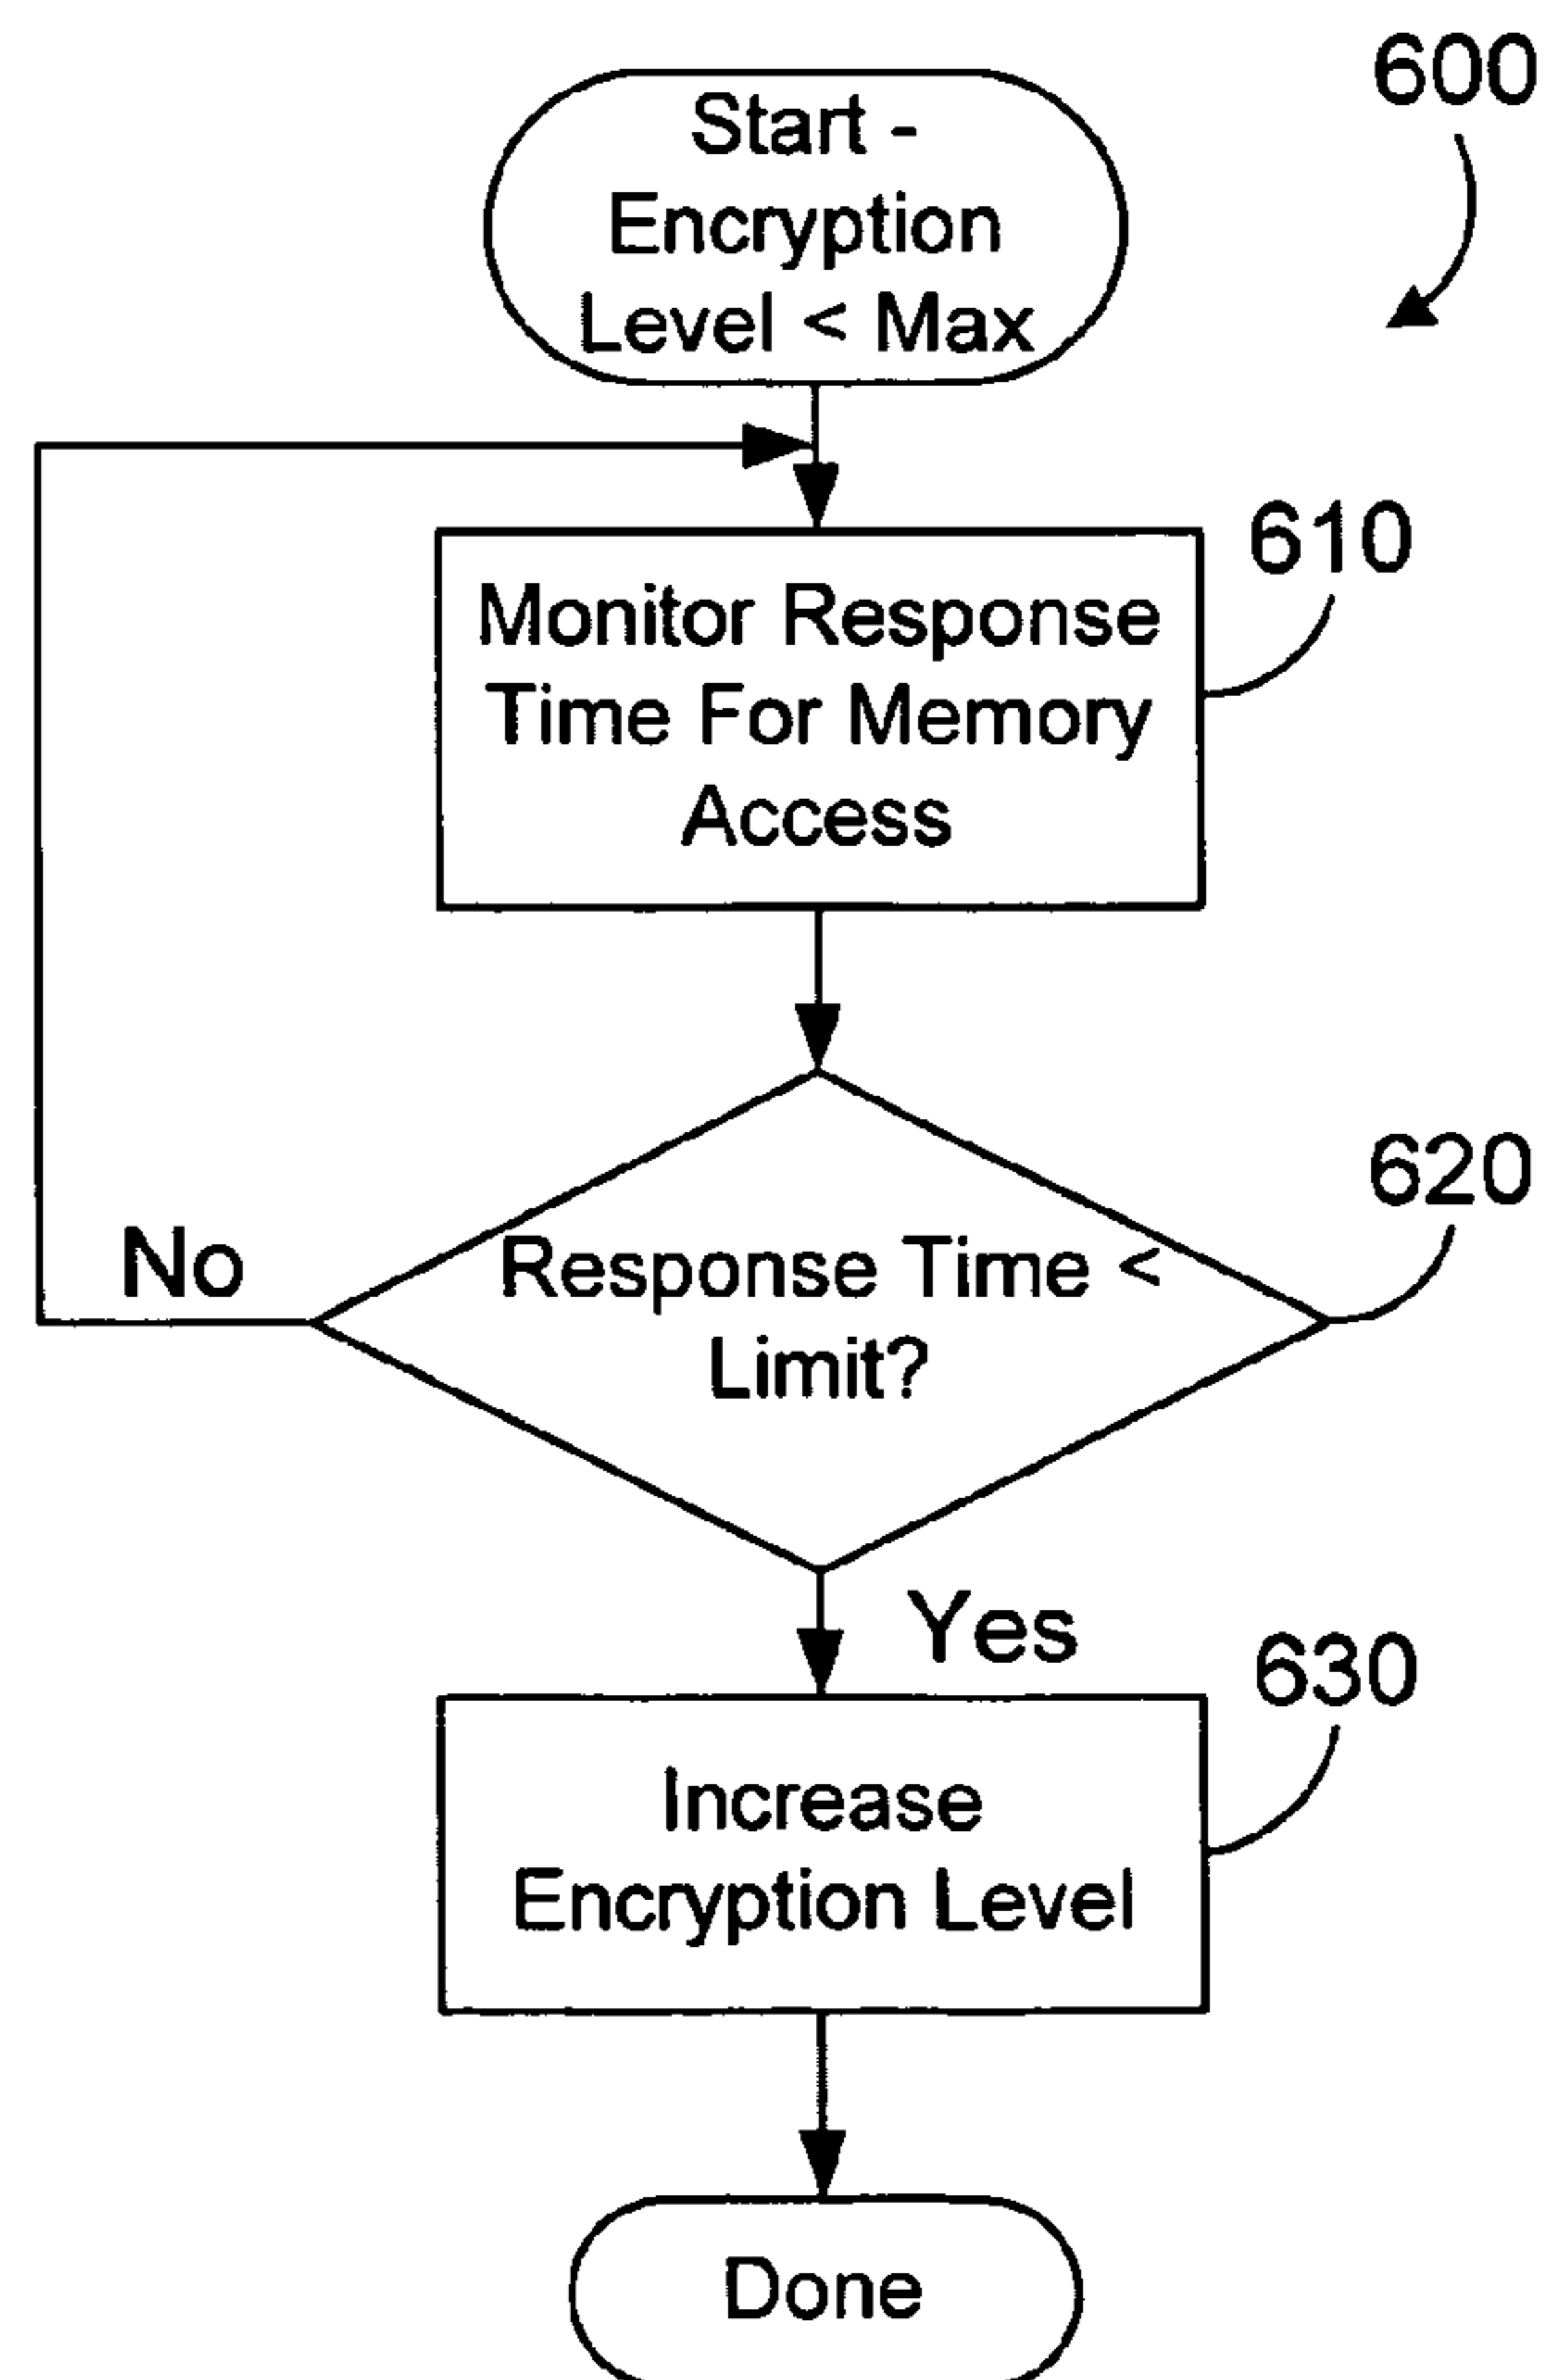 600
Start -
Encryption
Level < Max
610
Monitor Response
Time For Memory
Access
620
No
Response Time <
Limit?
Yes
630
Increase
Encryption Level
Done